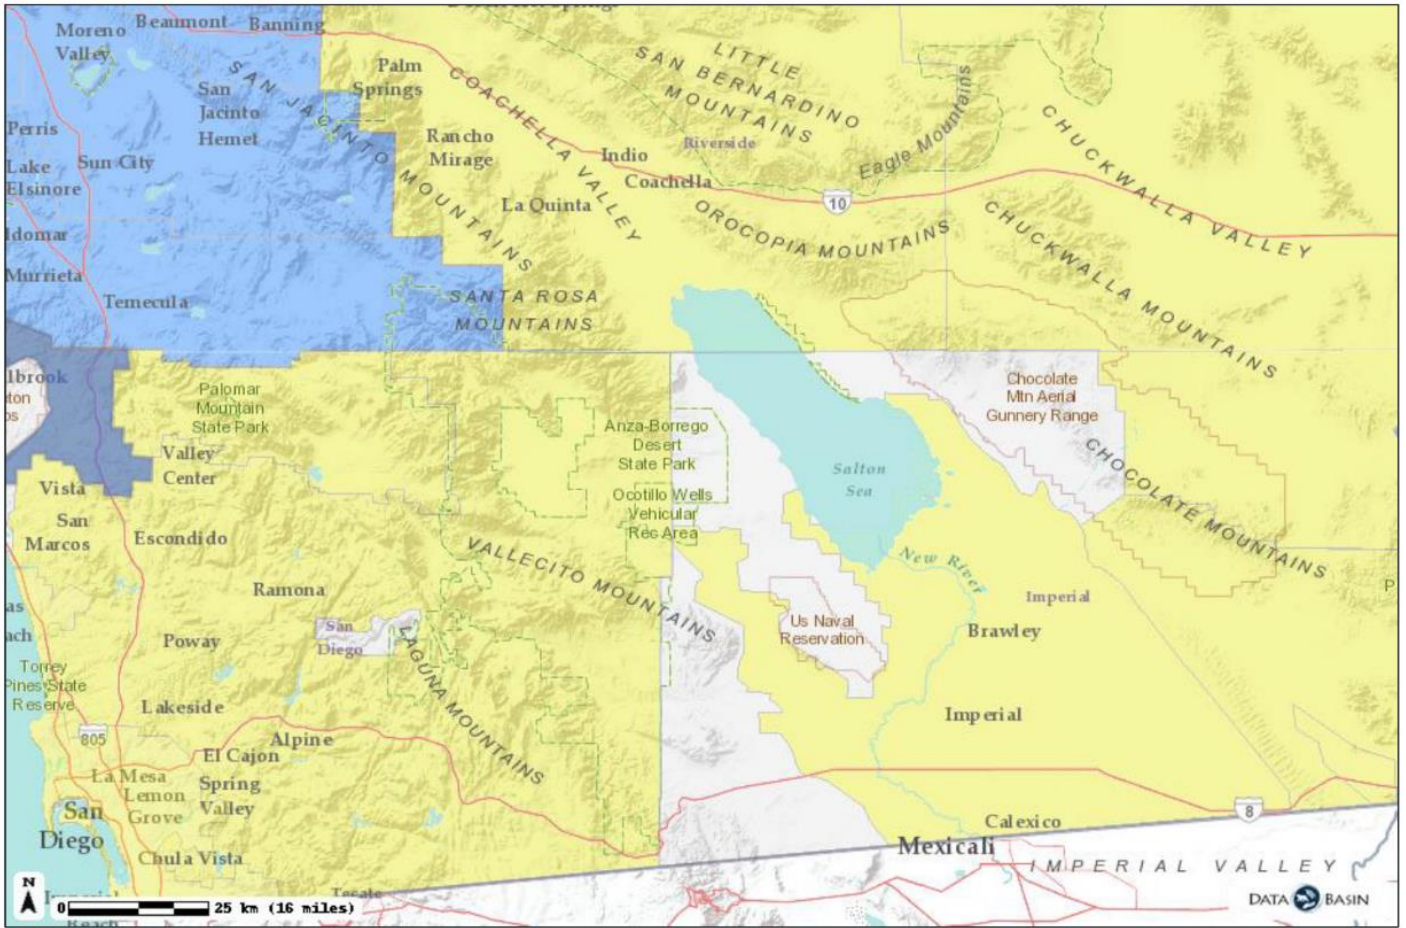 Beaumont
Banning
Moreno
Valley
LITTLE
SAN BERNARDINO
MOUNTAINS
Palm
Springs
San
Jacinto
Hemet
SAN JACINTO MOUNTAINS
COACHELLA VALLEY
Eagle Mountains
CHUCKWALLA VALLEY
Perris
Rancho
Mirage
Riverside
Indio
Sun City
Lake
Elsinore
Coachella
La Quinta
10
OROCOPIA MOUNTAINS
CHUCKWALLA MOUNTAINS
ldomar
Murrieta
Temecula
SANTA ROSA
MOUNTAINS
lbrook
Palomar
Mountain
State Park
Chocolate
Mtn Aerial
Gunnery Range
Anza-Borrego
Desert
State Park
CHOCOLATE MOUNTAINS
Valley
Center
Salton
Sea
Vista
Ocotillo Wells
Vehicular
Rec Area
San
Marcos
Escondido
VALLECITO MOUNTAINS
New River
Ramona
Imperial
San
Diego
Us Naval
Reservation
Brawley
Poway
LAGUNA MOUNTAINS
Torrey
Pines State
Reserve
Lakeside
Imperial
805
Alpine
El Cajon
La Mesa
Spring
Valley
Lemon
Grove
San
Diego
8
Calexico
Mexicali
Chula Vista
IMPERIAL VALLEY
N
0 25 km (16 miles)
DATA BASIN